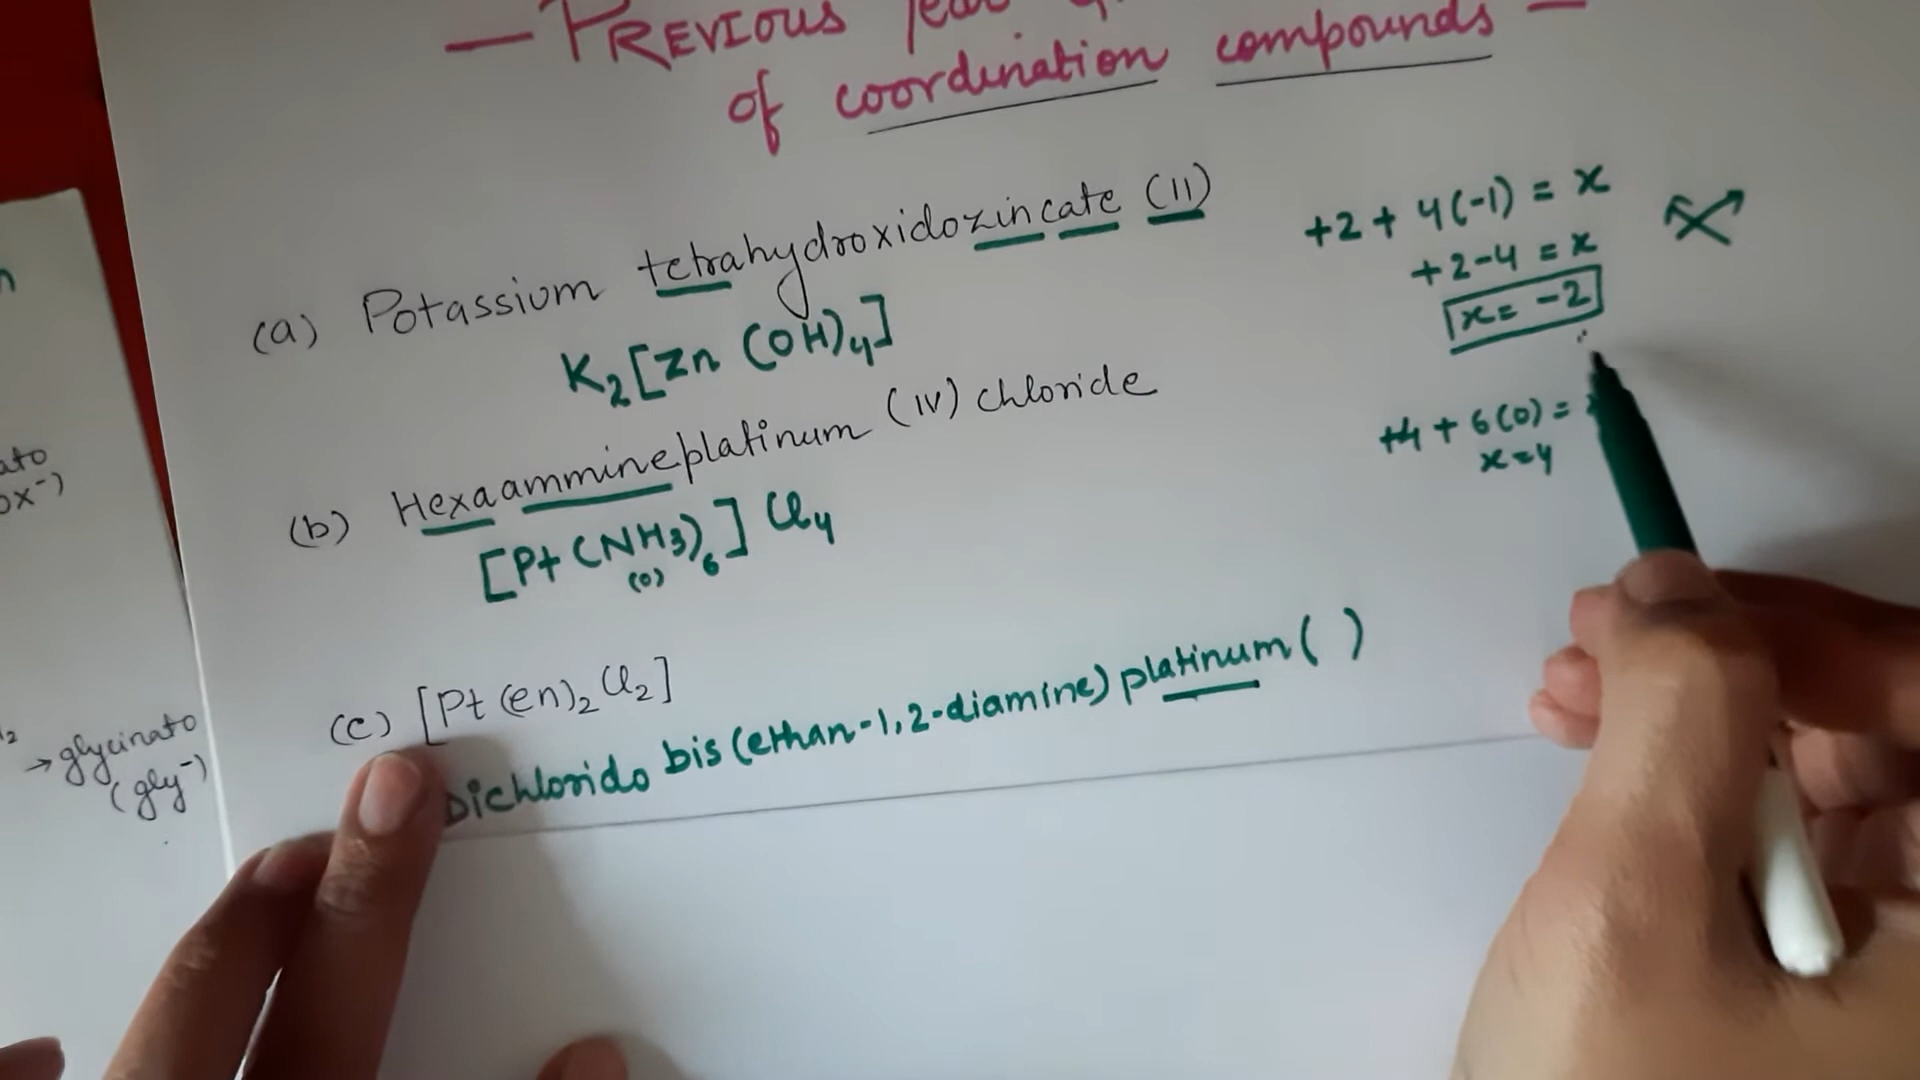 — PREVIOUS Year
of coordination compounds —
(a) Potassium tetrahydroxidozincate (II)
K2[Zn (OH)4]
+2 + 4(-1) = x
+2-4 = x
x = -2
(b) Hexaammineplatinum (IV) chloride
[Pt (NH3)6] Cl4
(0)
+4 + 6(0) =
x=4
(c) [Pt (en)2 Cl2]
Dichlorido bis (ethan-1,2-diamine) platinum ( )
ato
ox-)
→ glycinato
(gly-)